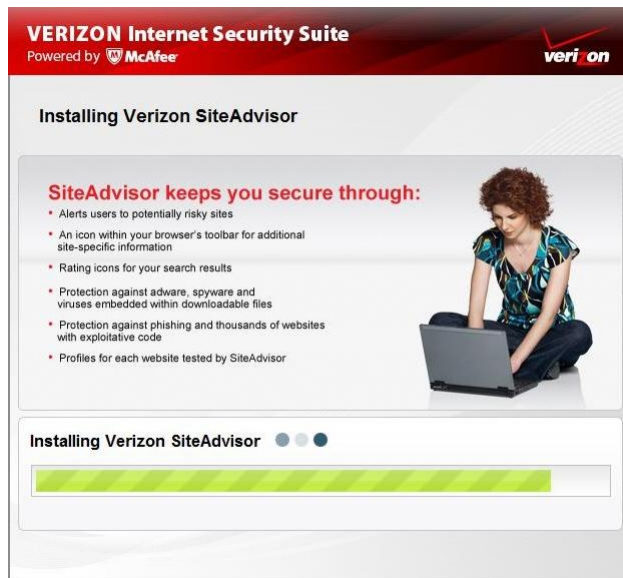 VERIZON Internet Security Suite
Powered by McAfee
verizon
Installing Verizon SiteAdvisor
SiteAdvisor keeps you secure through:
• Alerts users to potentially risky sites
• An icon within your browser's toolbar for additional
site-specific information
• Rating icons for your search results
• Protection against adware, spyware and
viruses embedded within downloadable files
• Protection against phishing and thousands of websites
with exploitative code
• Profiles for each website tested by SiteAdvisor
Installing Verizon SiteAdvisor